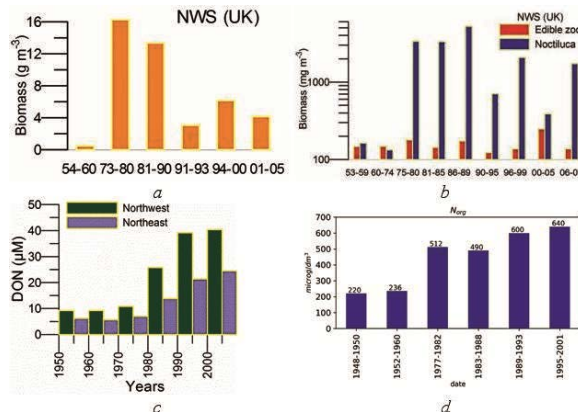 NWS (UK)
Biomass (g m⁻³)
16
12
8
4
0
54-60 73-80 81-90 91-93 94-00 01-05
a
NWS (UK)
Edible zoo
Noctiluca
Biomass (mg m⁻³)
1000
100
53-59 60-74 75-80 81-85 86-89 90-95 96-99 00-05 06-0
b
Northwest
Northeast
DON (µM)
50
40
30
20
10
0
1950 1960 1970 1980 1990 2000
Years
c
N_org
microg/dm³
700
600
500
400
300
200
100
0
220 236 512 490 600 640
1948-1950 1952-1960 1977-1982 1983-1988 1989-1993 1995-2001
date
d